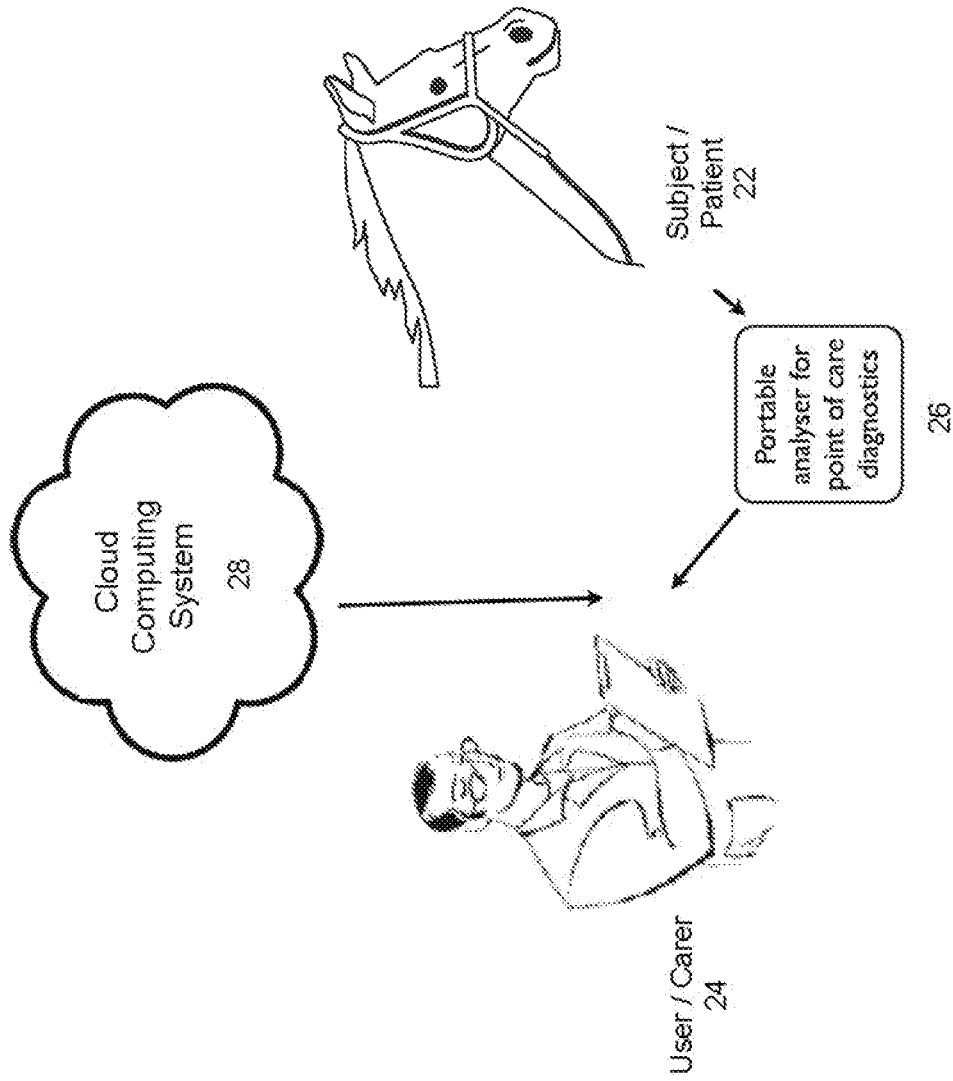 Cloud
Computing
System
28
User / Carer
24
Portable
analyser for
point of care
diagnostics
26
Subject /
Patient
22